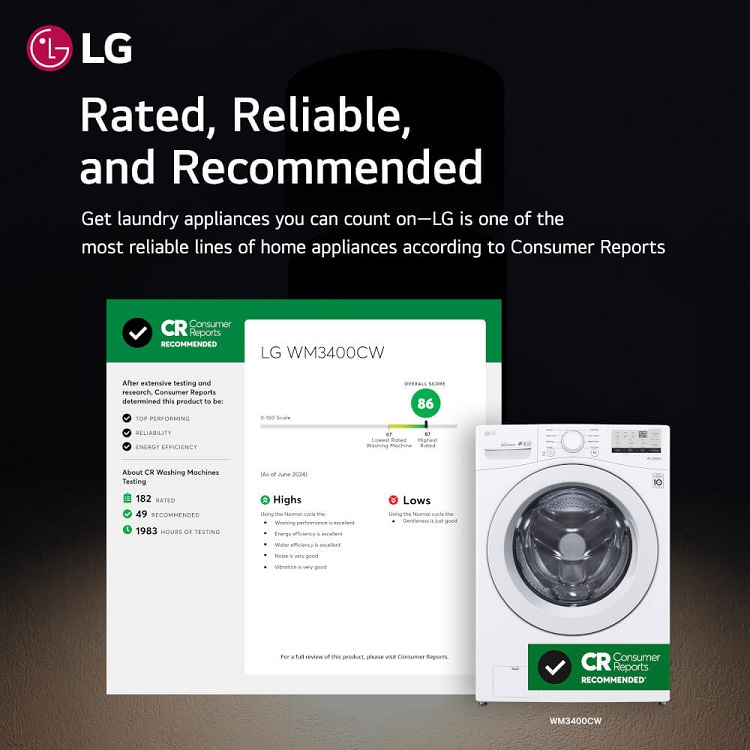 LG
Rated, Reliable,
and Recommended
Get laundry appliances you can count on—LG is one of the
most reliable lines of home appliances according to Consumer Reports
CR Consumer Reports
RECOMMENDED
After extensive testing and
research, Consumer Reports
determined this product to be:
TOP PERFORMING
RELIABILITY
ENERGY EFFICIENCY
About CR Washing Machines
Testing
182 RATED
49 RECOMMENDED
1983 HOURS OF TESTING
LG WM3400CW
OVERALL SCORE
86
0-100 Scale
67
Lowest Rated
Washing Machine
87
Highest
Rated
(As of June 2024)
Highs
Using the Normal cycle the:
Washing performance is excellent
Energy efficiency is excellent
Water efficiency is excellent
Noise is very good
Vibration is very good
Lows
Using the Normal cycle the:
Gentleness is just good
For a full review of this product, please visit Consumer Reports.
LG
CR Consumer Reports
RECOMMENDED
WM3400CW